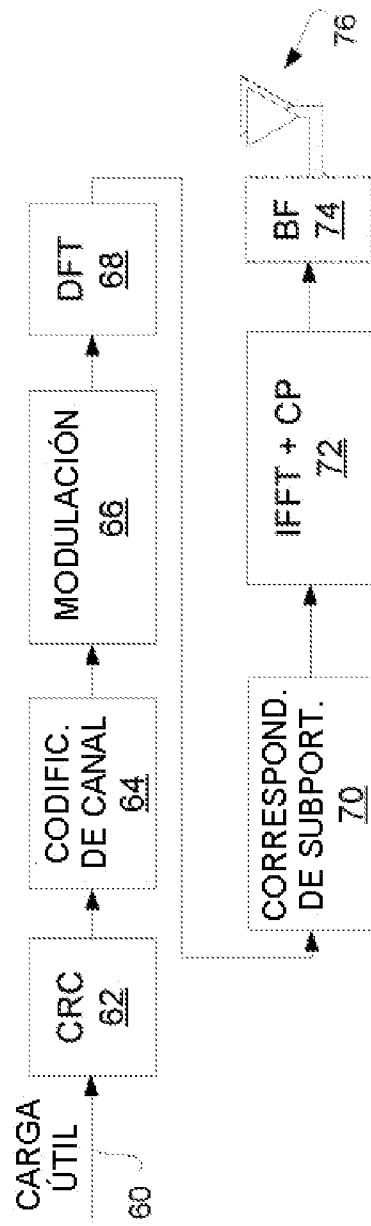 CARGA
ÚTIL
60
CRC
62
CODIFIC.
DE CANAL
64
MODULACIÓN
66
DFT
68
CORRESPOND.
DE SUBPORT.
70
IFFT + CP
72
BF
74
76